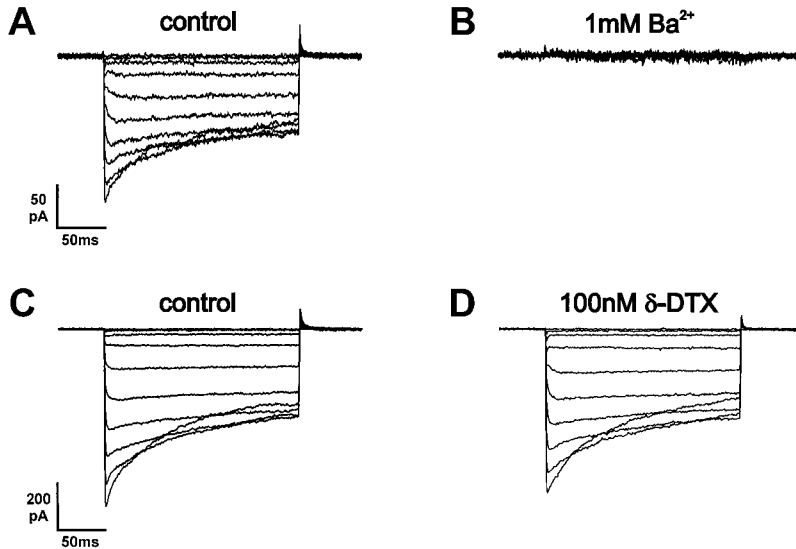 A
control
B
1mM Ba²⁺
50
pA
50ms
C
control
D
100nM δ-DTX
200
pA
50ms